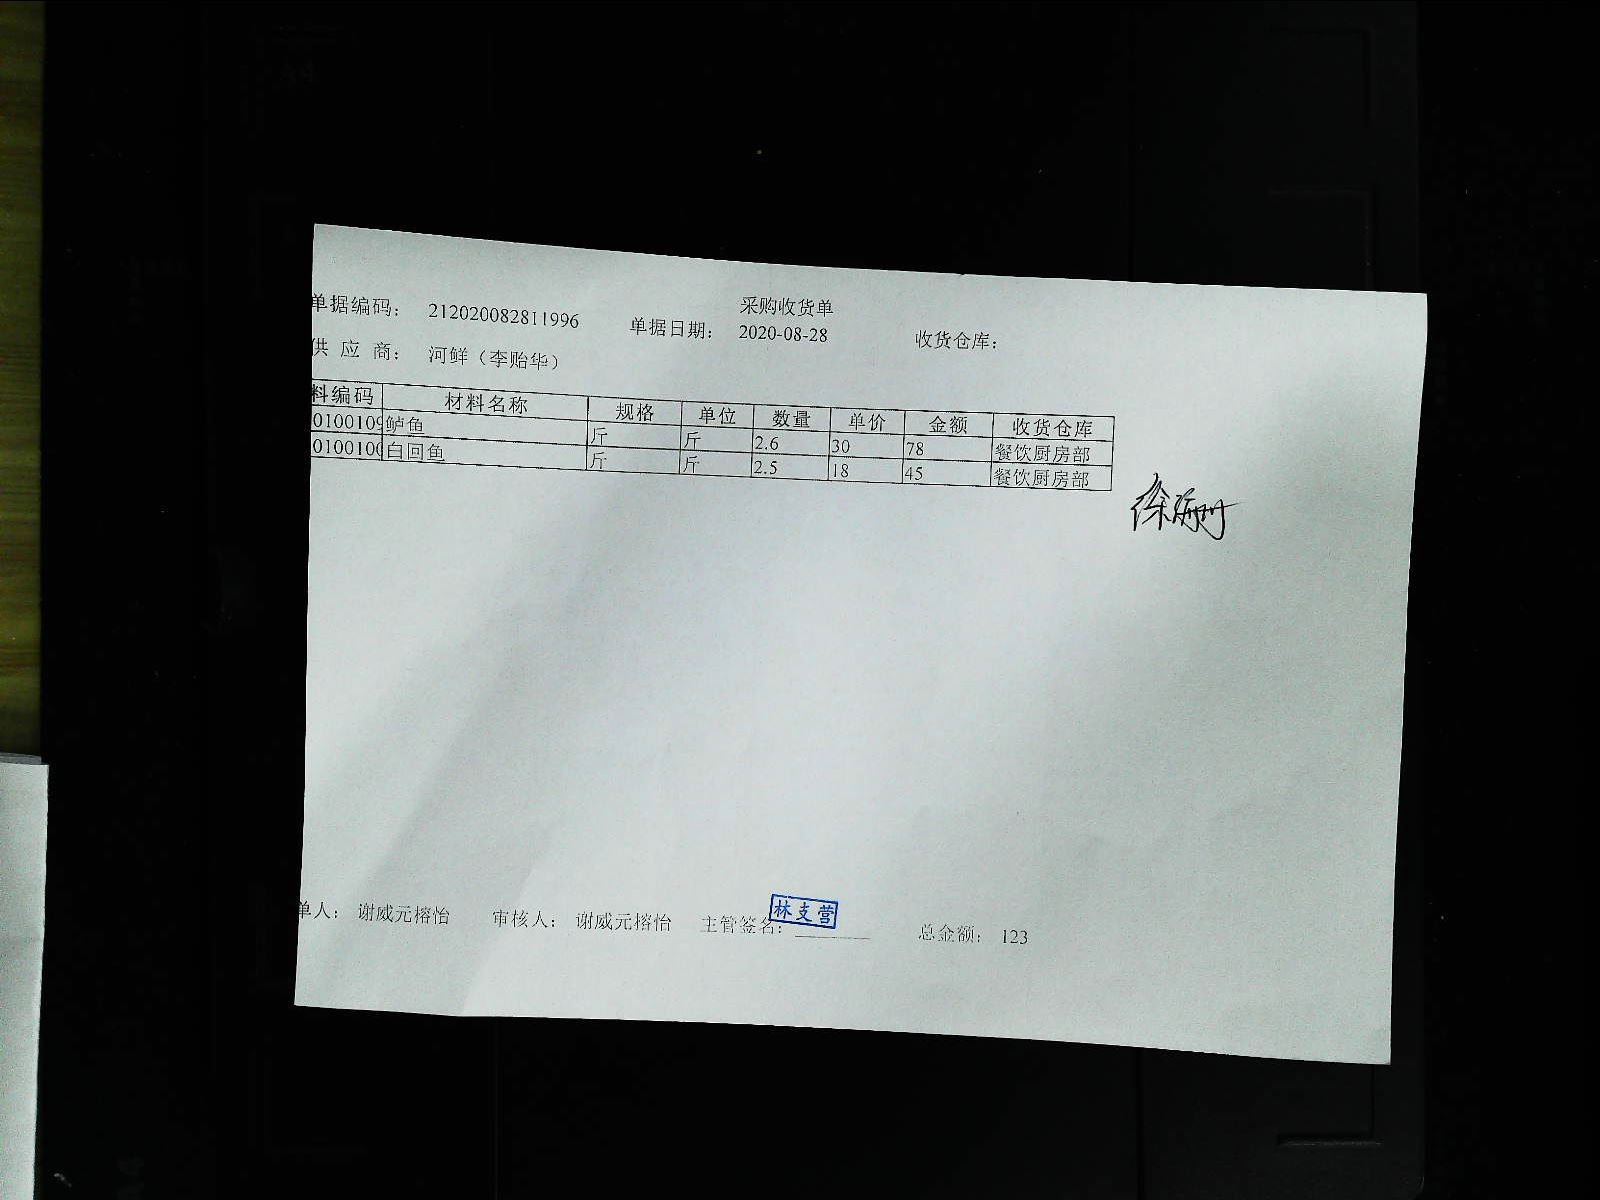 采购收货单
单据编码： 212020082811996 单据日期： 2020-08-28 收货仓库：
供 应 商： 河鲜（李贻华）
料编码 材料名称 规格 单位 数量 单价 金额 收货仓库
0100109 鲈鱼 斤 斤 2.6 30 78 餐饮厨房部
0100100 白回鱼 斤 斤 2.5 18 45 餐饮厨房部
单人： 谢威元榕怡 审核人： 谢威元榕怡 主管签名： 林支营 总金额： 123